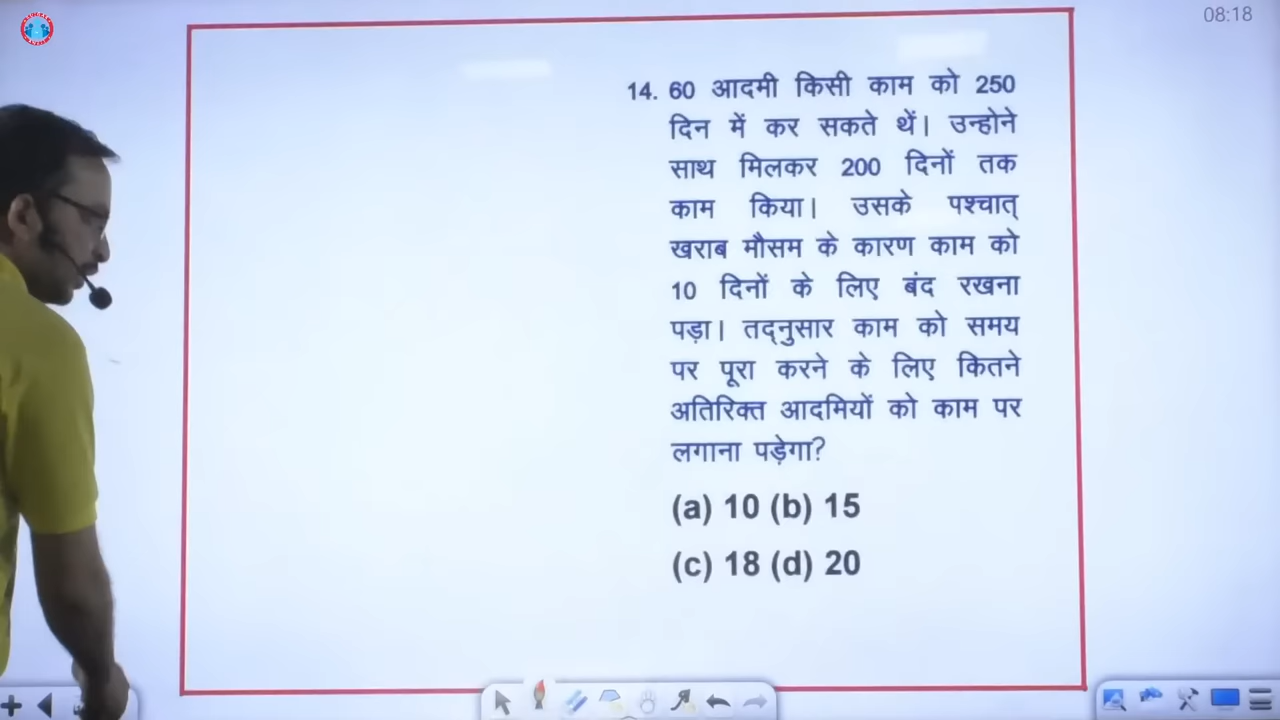 08:18
14. 60 आदमी किसी काम को 250
दिन में कर सकते थें। उन्होने
साथ मिलकर 200 दिनों तक
काम किया। उसके पश्चात्
खराब मौसम के कारण काम को
10 दिनों के लिए बंद रखना
पड़ा। तद्नुसार काम को समय
पर पूरा करने के लिए कितने
अतिरिक्त आदमियों को काम पर
लगाना पड़ेगा?
(a) 10 (b) 15
(c) 18 (d) 20